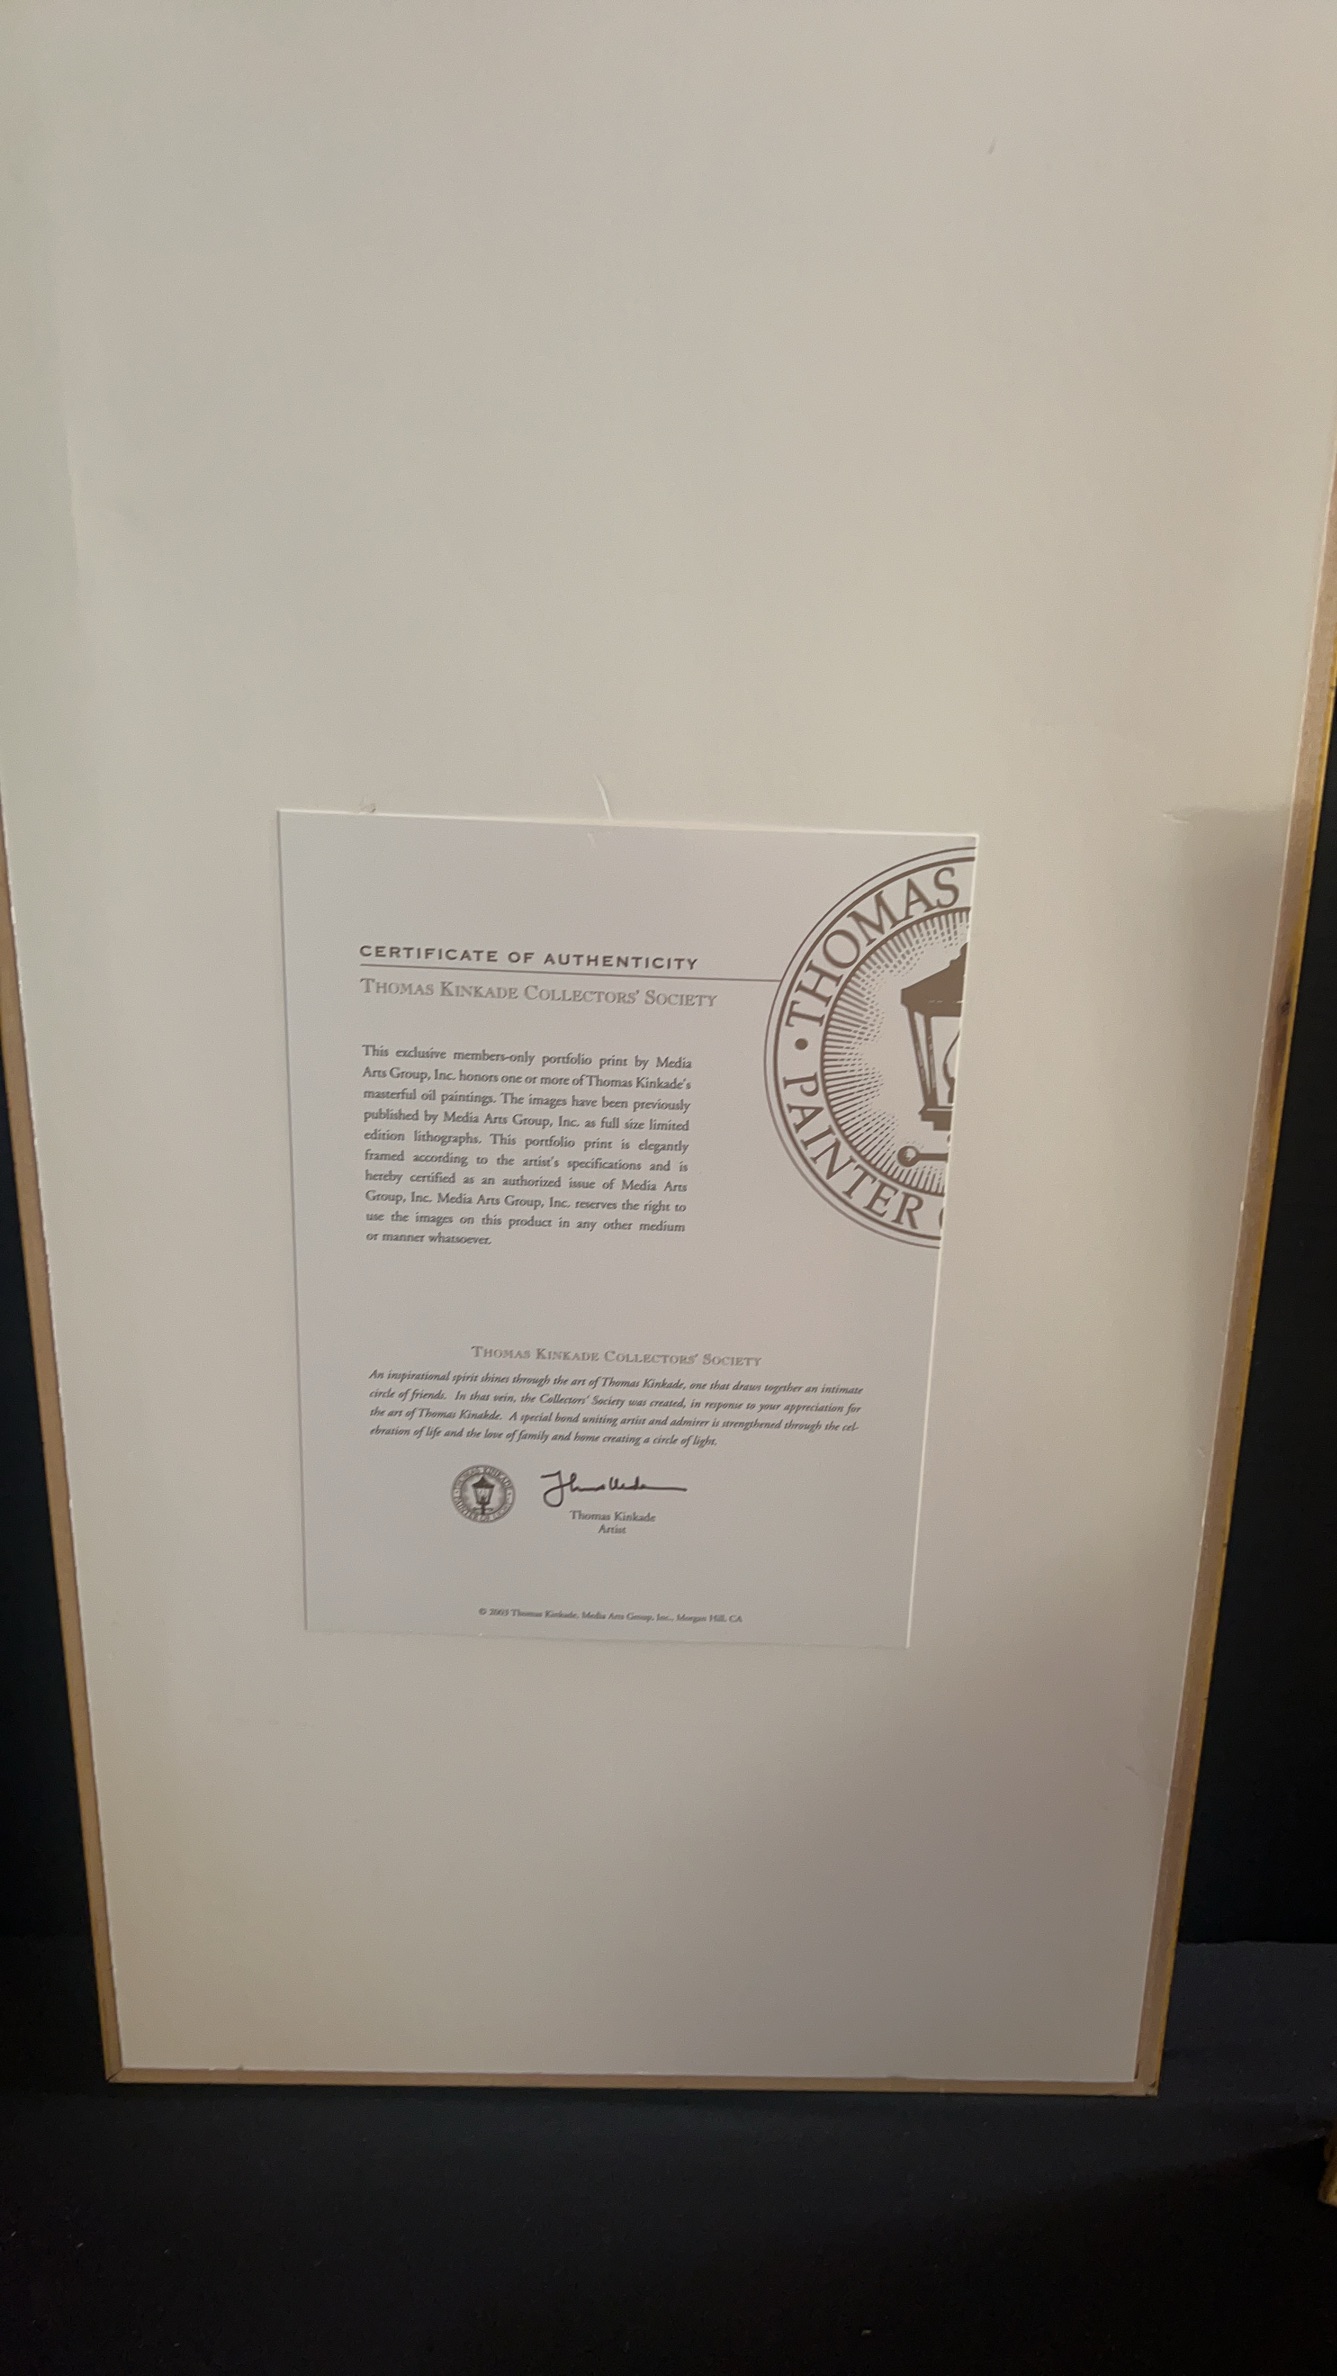 CERTIFICATE OF AUTHENTICITY
THOMAS KINKADE COLLECTORS' SOCIETY
THOMAS
• PAINTER
This exclusive members-only portfolio print by Media
Arts Group, Inc. honors one or more of Thomas Kinkade's
masterful oil paintings. The images have been previously
published by Media Arts Group, Inc. as full size limited
edition lithographs. This portfolio print is elegantly
framed according to the artist's specifications and is
hereby certified as an authorized issue of Media Arts
Group, Inc. Media Arts Group, Inc. reserves the right to
use the images on this product in any other medium
or manner whatsoever.
THOMAS KINKADE COLLECTORS' SOCIETY
An inspirational spirit shines through the art of Thomas Kinkade, one that draws together an intimate
circle of friends. In that vein, the Collectors' Society was created, in response to your appreciation for
the art of Thomas Kinakde. A special bond uniting artist and admirer is strengthened through the cel-
ebration of life and the love of family and home creating a circle of light.
Thomas Kinkade
Artist
© 2003 Thomas Kinkade, Media Arts Group, Inc., Morgan Hill, CA